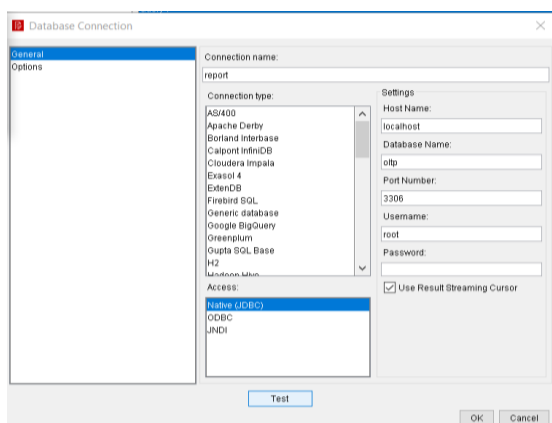 Database Connection
General
Options
Connection name:
report
Connection type:
AS/400
Apache Derby
Borland Interbase
Calpont InfiniDB
Cloudera Impala
Exasol 4
ExtenDB
Firebird SQL
Generic database
Google BigQuery
Greenplum
Gupta SQL Base
H2
Hadoop Hive
Access:
Native (JDBC)
ODBC
JNDI
Settings
Host Name:
localhost
Database Name:
oltp
Port Number:
3306
Username:
root
Password:
Use Result Streaming Cursor
Test
OK
Cancel